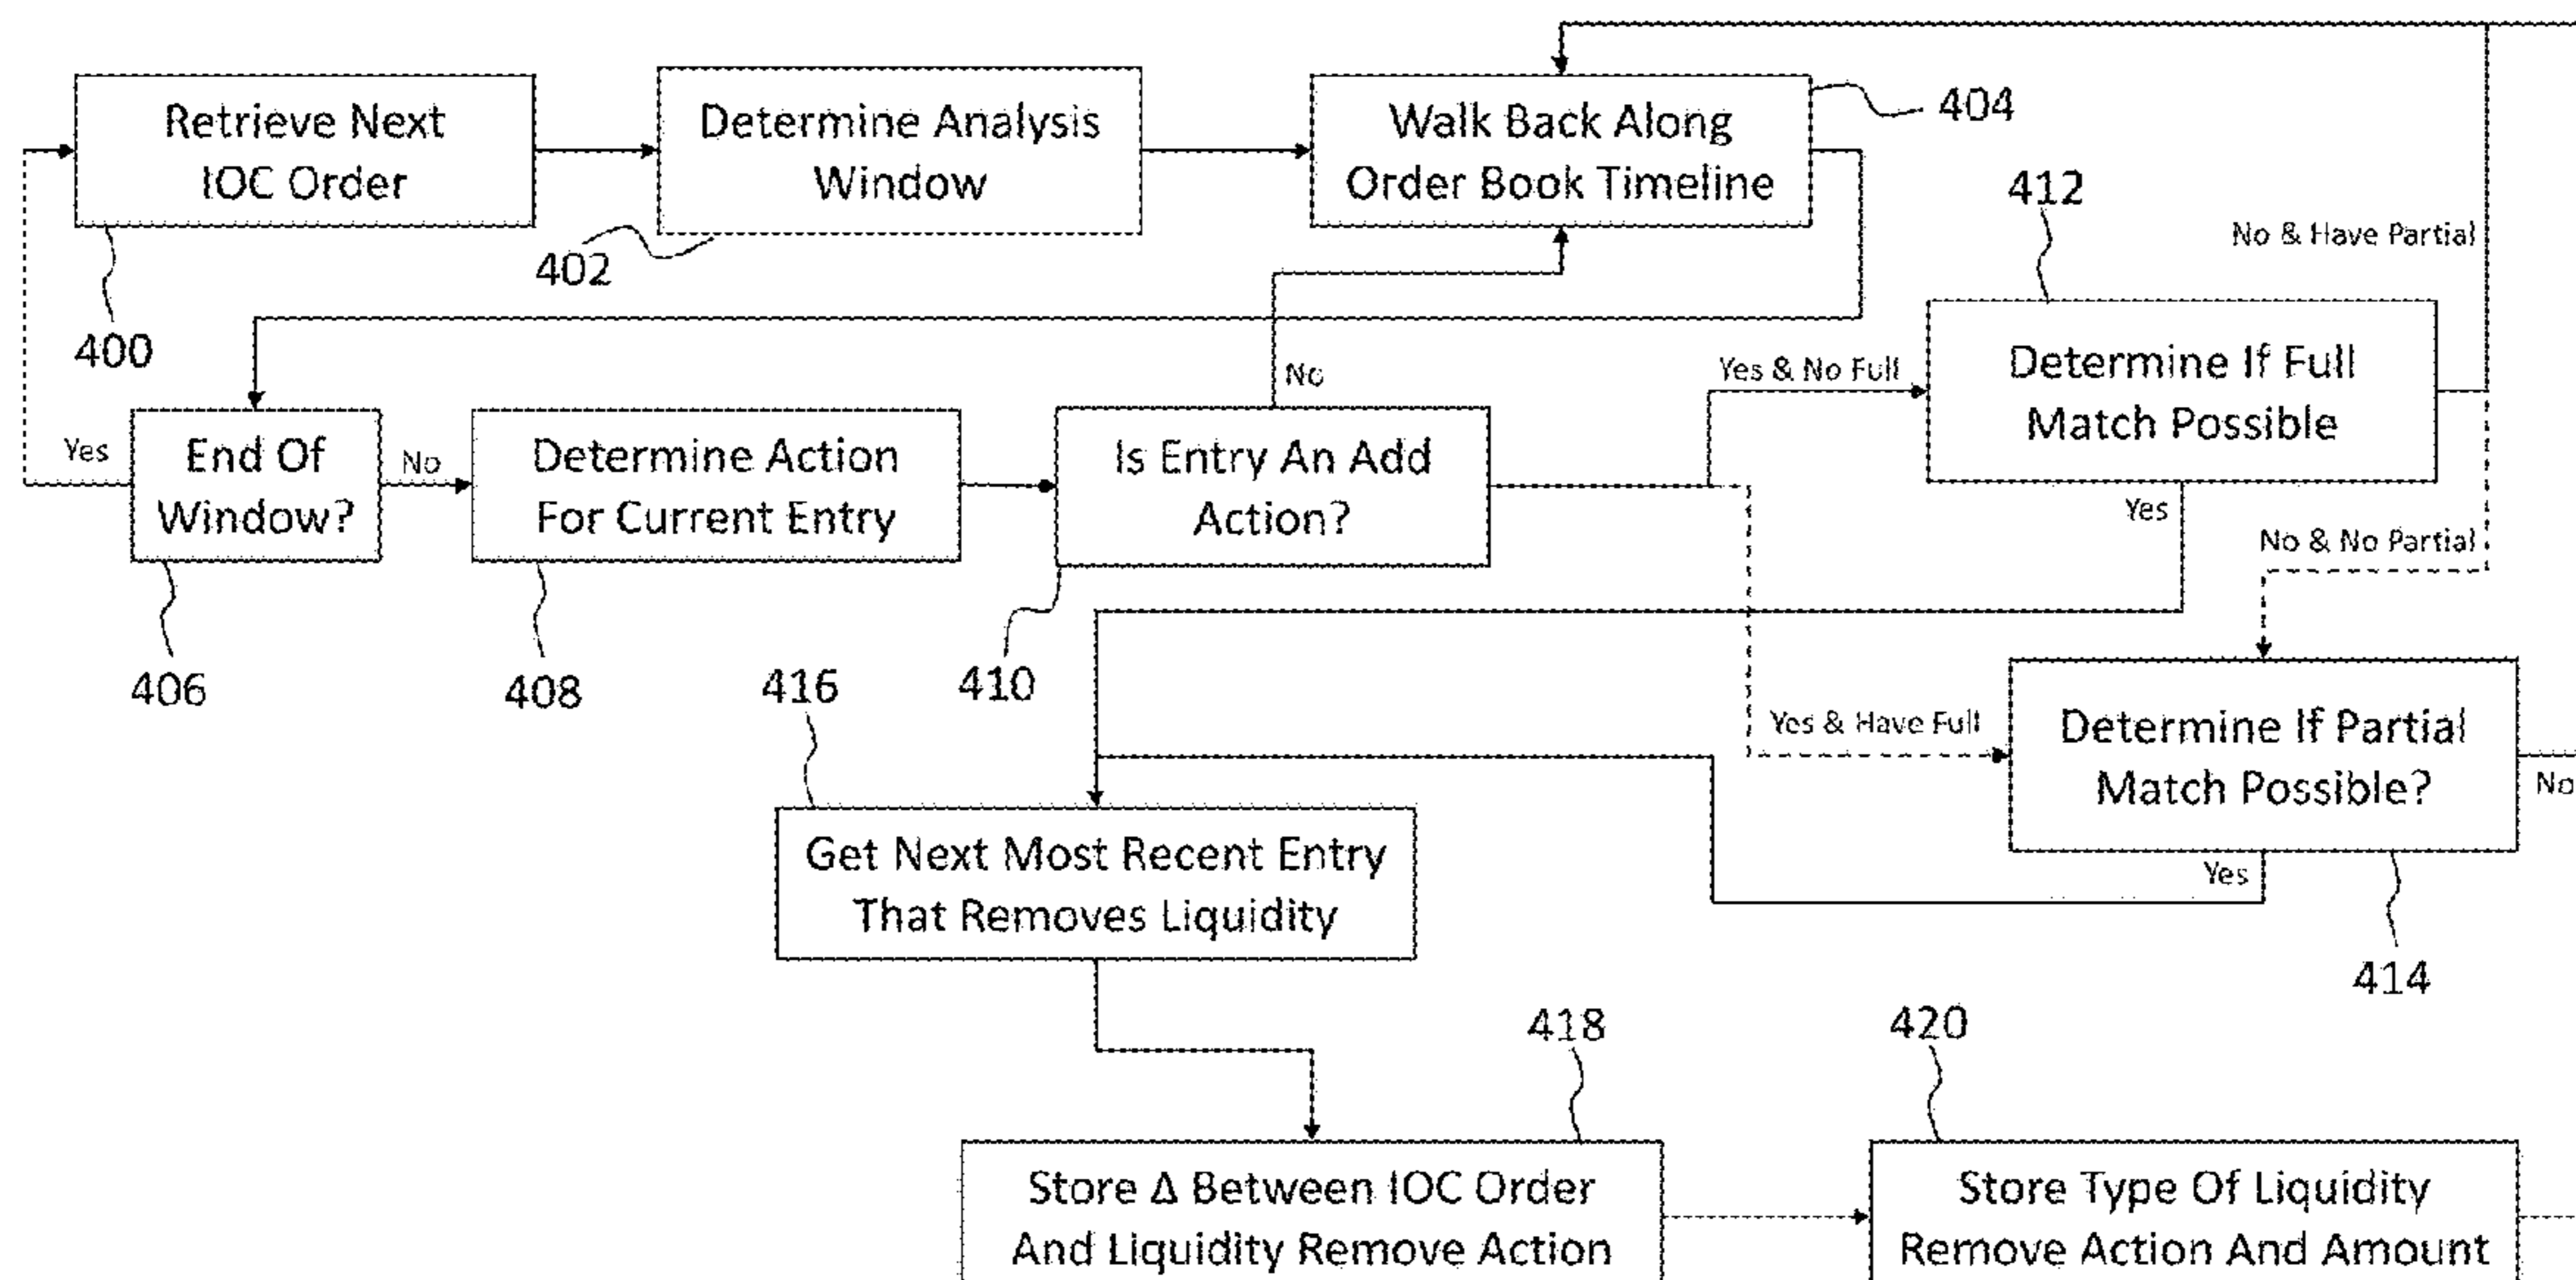 Retrieve Next
IOC Order
400
Determine Analysis
Window
402
Walk Back Along
Order Book Timeline
404
412
No & Have Partial
End Of
Window?
Yes
No
406
Determine Action
For Current Entry
408
Is Entry An Add
Action?
No
410
Yes & No Full
Determine If Full
Match Possible
Yes
No & No Partial
Yes & Have Full
Determine If Partial
Match Possible?
No
Yes
414
416
Get Next Most Recent Entry
That Removes Liquidity
418
Store Δ Between IOC Order
And Liquidity Remove Action
420
Store Type Of Liquidity
Remove Action And Amount